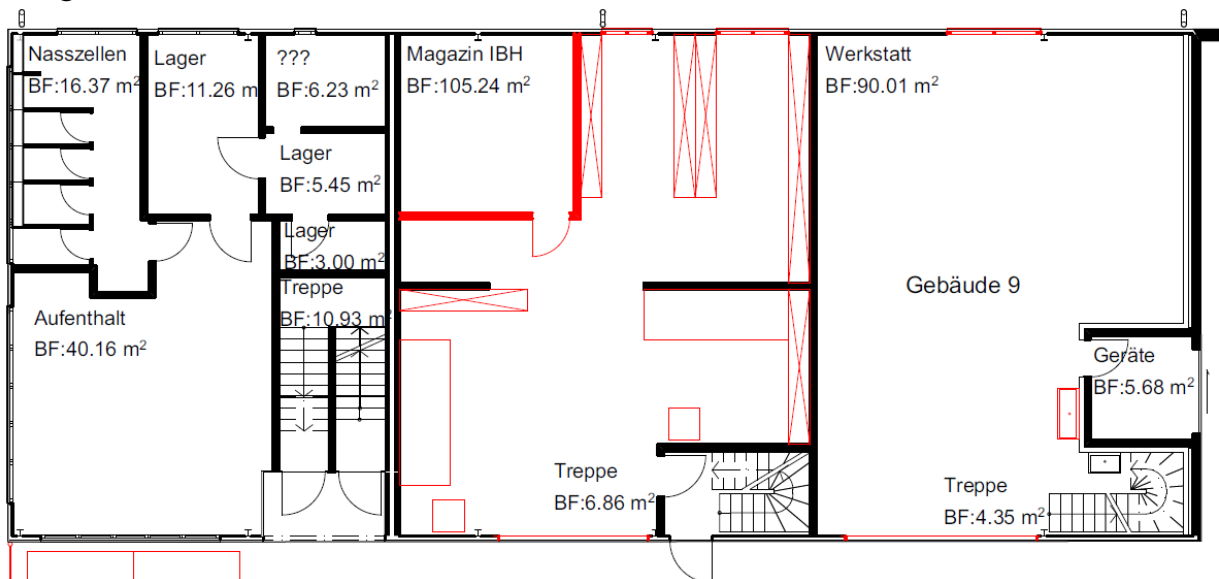 Nasszellen
BF:16.37 m²
Lager
BF:11.26 m
???
BF:6.23 m²
Magazin IBH
BF:105.24 m²
Werkstatt
BF:90.01 m²
Lager
BF:5.45 m²
Lager
BF:3.00 m²
Treppe
BF:10.93 m²
Aufenthalt
BF:40.16 m²
Gebäude 9
Geräte
BF:5.68 m²
Treppe
BF:6.86 m²
Treppe
BF:4.35 m²